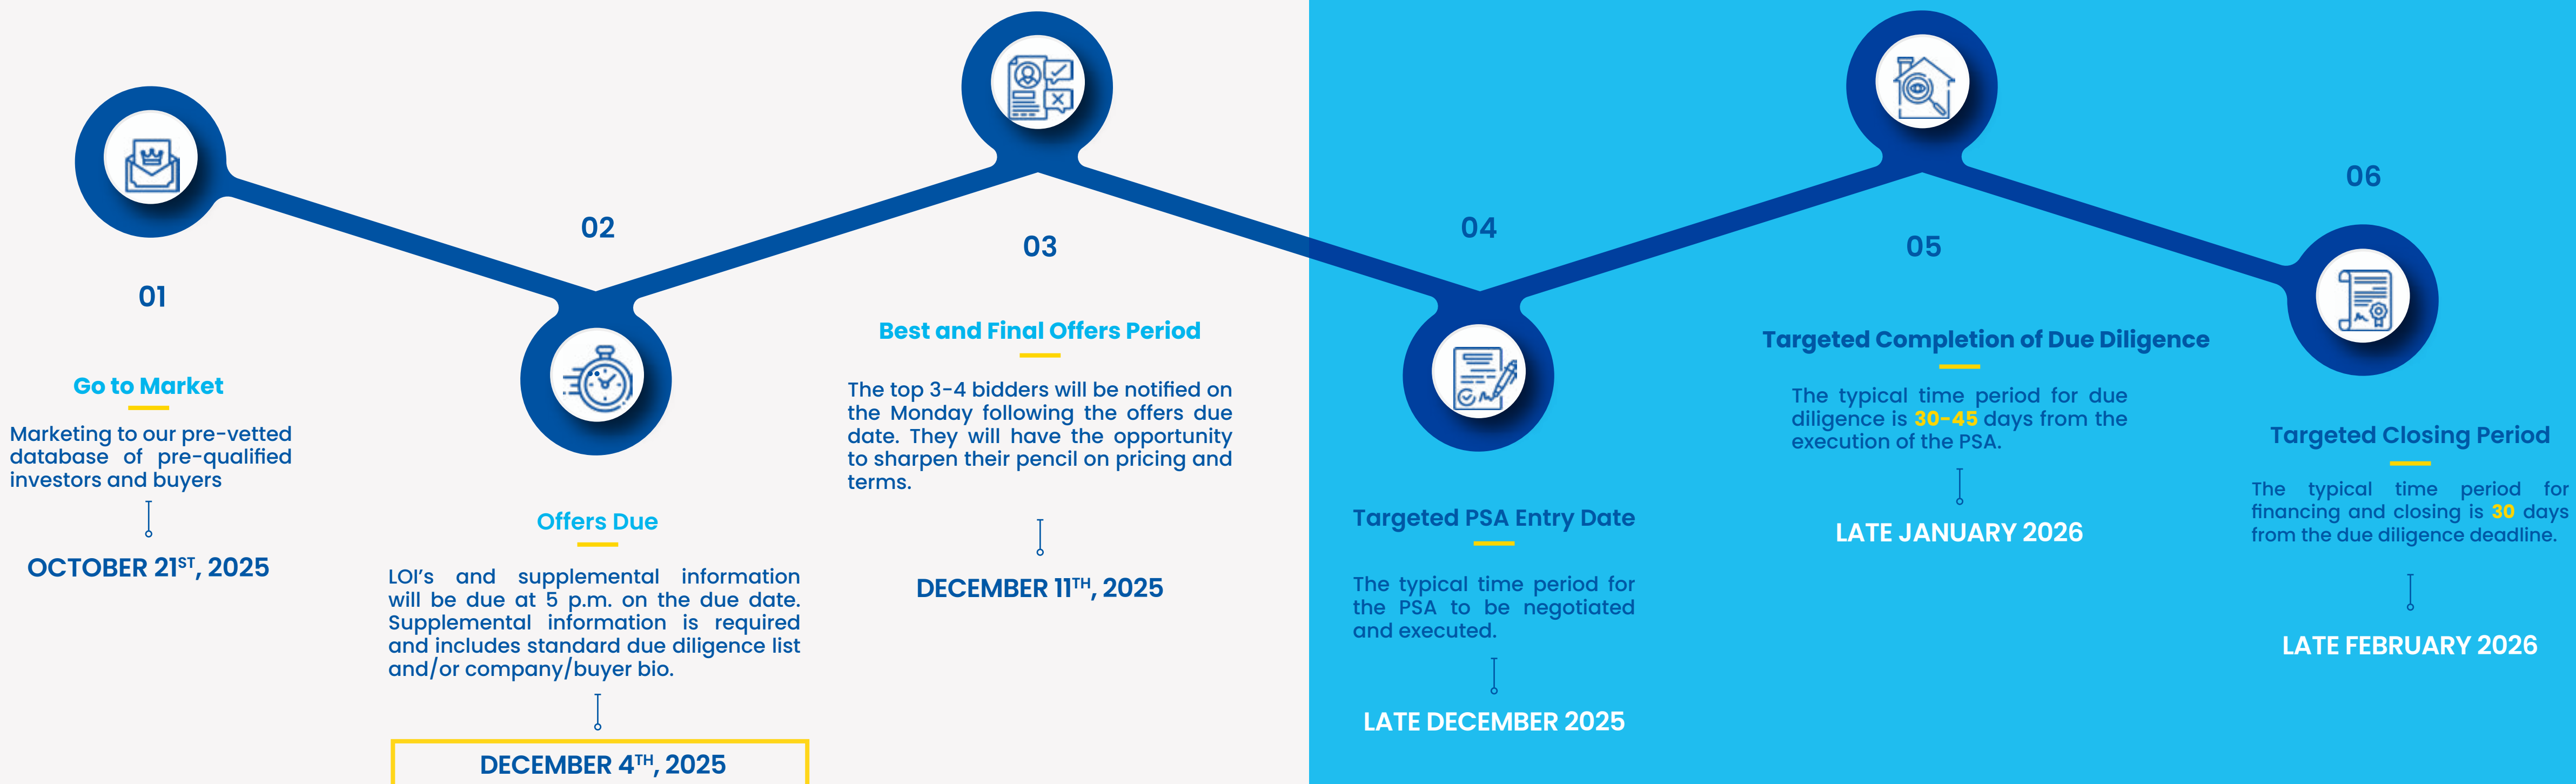 01
Go to Market
Marketing to our pre-vetted
database of pre-qualified
investors and buyers
OCTOBER 21ST, 2025
02
Offers Due
LOI's and supplemental information
will be due at 5 p.m. on the due date.
Supplemental information is required
and includes standard due diligence list
and/or company/buyer bio.
DECEMBER 4TH, 2025
03
Best and Final Offers Period
The top 3-4 bidders will be notified on
the Monday following the offers due
date. They will have the opportunity
to sharpen their pencil on pricing and
terms.
DECEMBER 11TH, 2025
04
Targeted PSA Entry Date
The typical time period for
the PSA to be negotiated
and executed.
LATE DECEMBER 2025
05
Targeted Completion of Due Diligence
The typical time period for due
diligence is 30-45 days from the
execution of the PSA.
LATE JANUARY 2026
06
Targeted Closing Period
The typical time period for
financing and closing is 30 days
from the due diligence deadline.
LATE FEBRUARY 2026